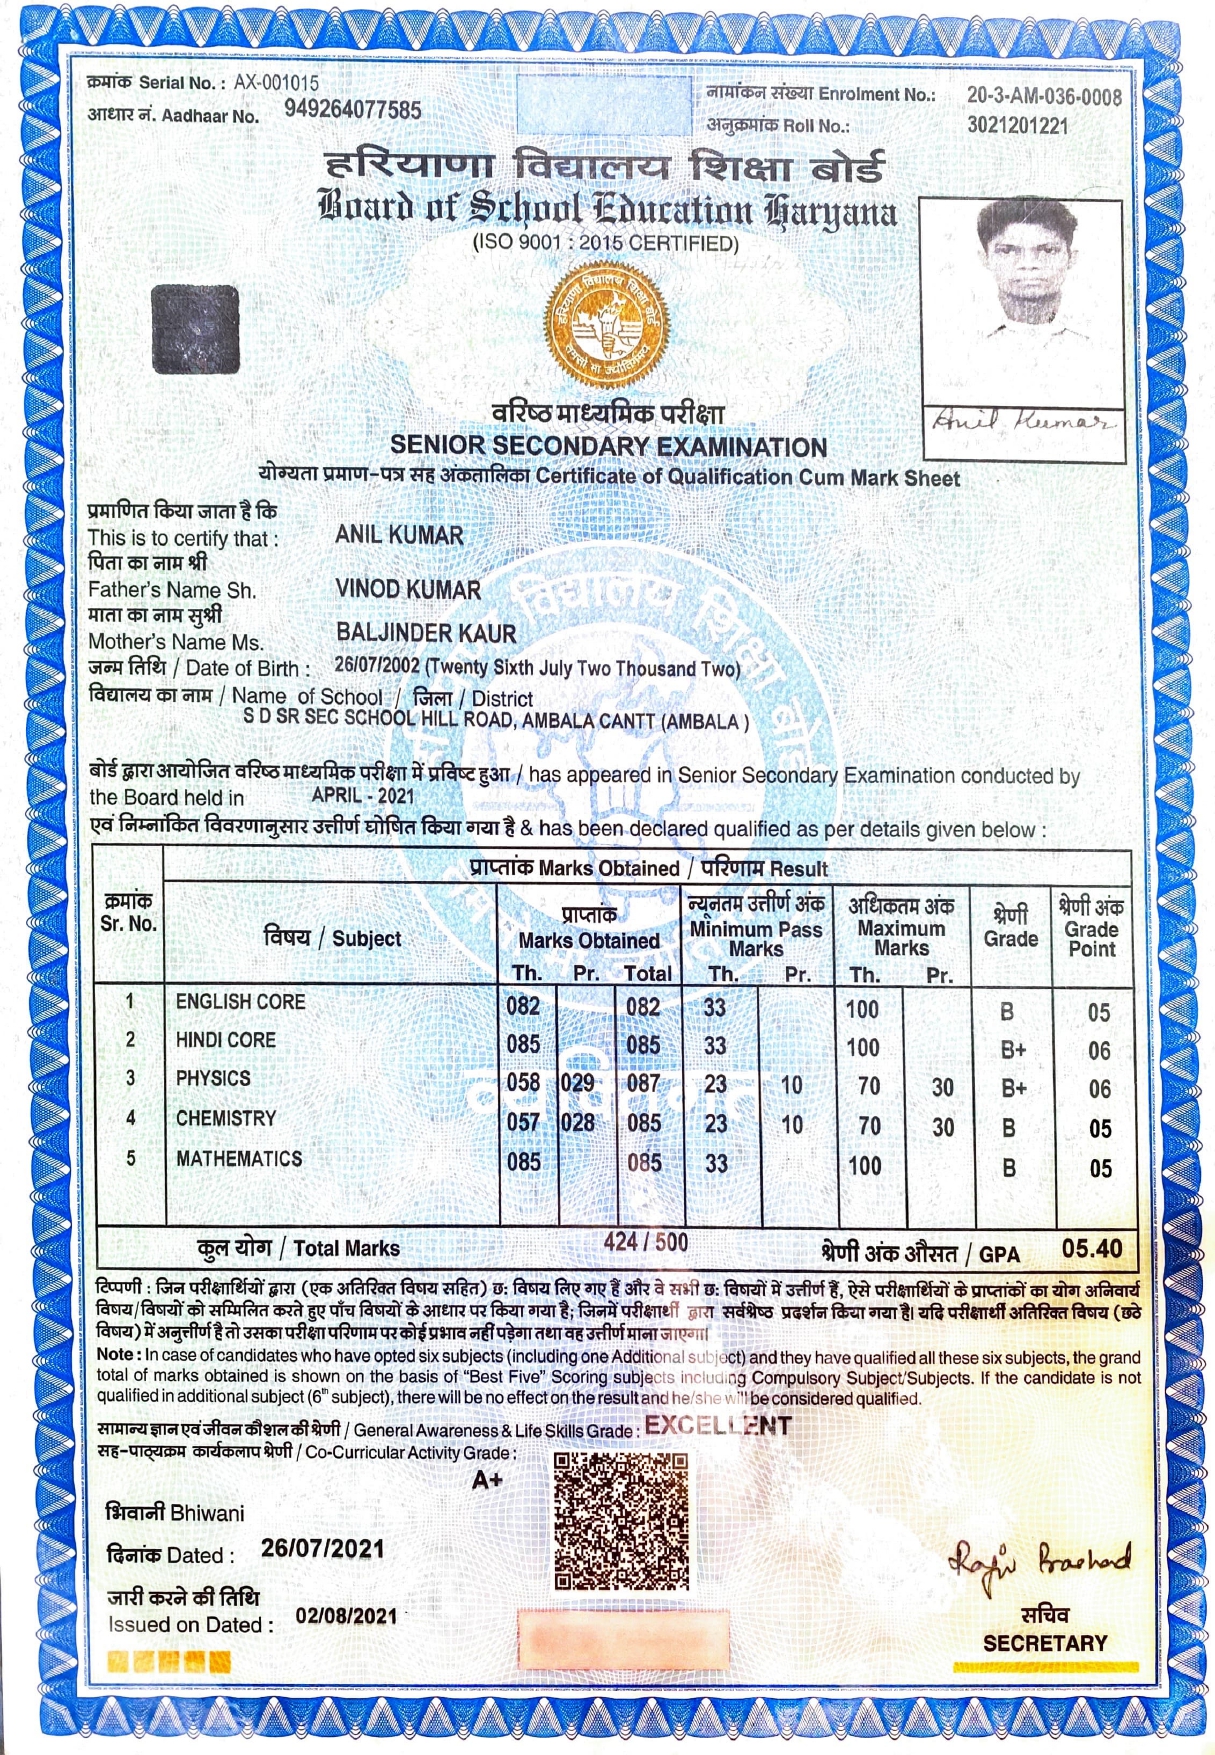 क्रमांक Serial No. : AX-001015
आधार नं. Aadhaar No. 949264077585
नामांकन संख्या Enrolment No.: 20-3-AM-036-0008
अनुक्रमांक Roll No.: 3021201221
हरियाणा विद्यालय शिक्षा बोर्ड
Board of School Education Haryana
(ISO 9001 : 2015 CERTIFIED)
हरियाणा विद्यालय शिक्षा बोर्ड
तमसो मा ज्योतिर्गमय
Anil Kumar
वरिष्ठ माध्यमिक परीक्षा
SENIOR SECONDARY EXAMINATION
योग्यता प्रमाण-पत्र सह अंकतालिका Certificate of Qualification Cum Mark Sheet
प्रमाणित किया जाता है कि
This is to certify that : ANIL KUMAR
पिता का नाम श्री
Father's Name Sh. VINOD KUMAR
माता का नाम सुश्री
Mother's Name Ms. BALJINDER KAUR
जन्म तिथि / Date of Birth : 26/07/2002 (Twenty Sixth July Two Thousand Two)
विद्यालय का नाम / Name of School / जिला / District
S D SR SEC SCHOOL HILL ROAD, AMBALA CANTT (AMBALA )
बोर्ड द्वारा आयोजित वरिष्ठ माध्यमिक परीक्षा में प्रविष्ट हुआ / has appeared in Senior Secondary Examination conducted by
the Board held in APRIL - 2021
एवं निम्नांकित विवरणानुसार उत्तीर्ण घोषित किया गया है & has been declared qualified as per details given below :
प्राप्तांक Marks Obtained / परिणाम Result
क्रमांक Sr. No. विषय / Subject प्राप्तांक Marks Obtained न्यूनतम उत्तीर्ण अंक Minimum Pass Marks अधिकतम अंक Maximum Marks श्रेणी Grade श्रेणी अंक Grade Point
Th. Pr. Total Th. Pr. Th. Pr.
1 ENGLISH CORE 082 082 33 100 B 05
2 HINDI CORE 085 085 33 100 B+ 06
3 PHYSICS 058 029 087 23 10 70 30 B+ 06
4 CHEMISTRY 057 028 085 23 10 70 30 B 05
5 MATHEMATICS 085 085 33 100 B 05
कुल योग / Total Marks 424 / 500 श्रेणी अंक औसत / GPA 05.40
टिप्पणी : जिन परीक्षार्थियों द्वारा (एक अतिरिक्त विषय सहित) छ: विषय लिए गए हैं और वे सभी छ: विषयों में उत्तीर्ण हैं, ऐसे परीक्षार्थियों के प्राप्तांकों का योग अनिवार्य
विषय/विषयों को सम्मिलित करते हुए पाँच विषयों के आधार पर किया गया है; जिनमें परीक्षार्थी द्वारा सर्वश्रेष्ठ प्रदर्शन किया गया है। यदि परीक्षार्थी अतिरिक्त विषय (छठे
विषय) में अनुत्तीर्ण है तो उसका परीक्षा परिणाम पर कोई प्रभाव नहीं पड़ेगा तथा वह उत्तीर्ण माना जाएगा।
Note : In case of candidates who have opted six subjects (including one Additional subject) and they have qualified all these six subjects, the grand
total of marks obtained is shown on the basis of “Best Five” Scoring subjects including Compulsory Subject/Subjects. If the candidate is not
qualified in additional subject (6th subject), there will be no effect on the result and he/she will be considered qualified.
सामान्य ज्ञान एवं जीवन कौशल की श्रेणी / General Awareness & Life Skills Grade : EXCELLENT
सह-पाठ्यक्रम कार्यकलाप श्रेणी / Co-Curricular Activity Grade :
A+
भिवानी Bhiwani
दिनांक Dated : 26/07/2021
जारी करने की तिथि
Issued on Dated : 02/08/2021
सचिव
SECRETARY